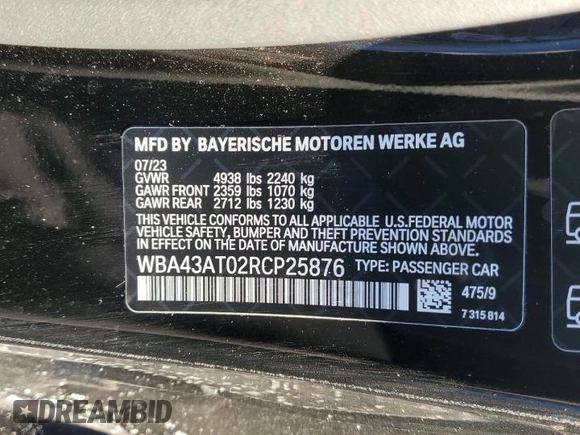 MFD BY BAYERISCHE MOTOREN WERKE AG
07/23
GVWR 4938 lbs 2240 kg
GAWR FRONT 2359 lbs 1070 kg
GAWR REAR 2712 lbs 1230 kg
THIS VEHICLE CONFORMS TO ALL APPLICABLE U.S.FEDERAL MOTOR
VEHICLE SAFETY, BUMPER AND THEFT PREVENTION STANDARDS
IN EFFECT ON THE DATE OF MANUFACTURE SHOWN ABOVE.
WBA43AT02RCP25876 TYPE: PASSENGER CAR
475/9
7 315 814
DREAMBID